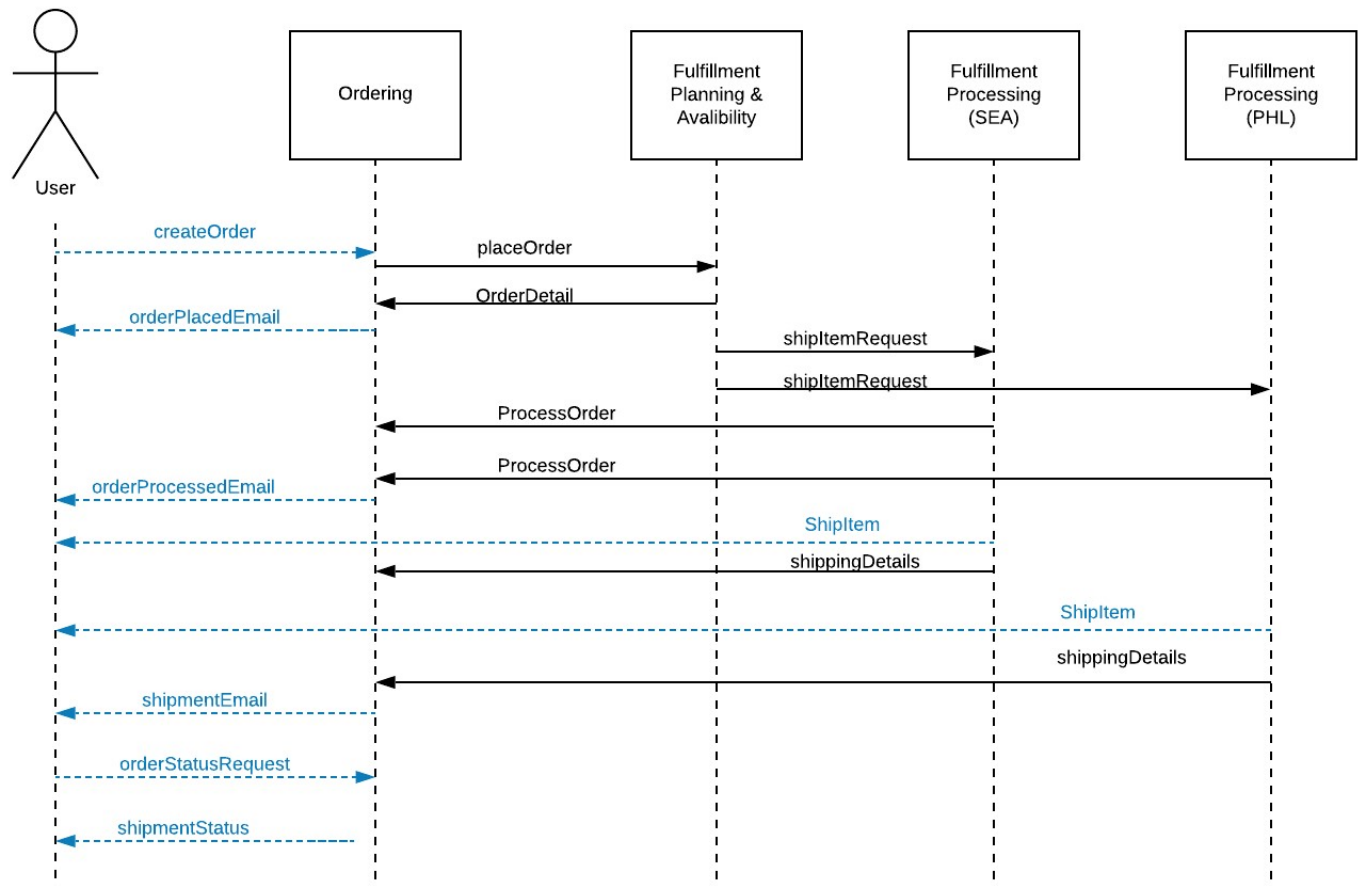 Ordering
Fulfillment
Planning &
Avalibility
Fulfillment
Processing
(SEA)
Fulfillment
Processing
(PHL)
User
createOrder
placeOrder
OrderDetail
orderPlacedEmail
shipItemRequest
shipItemRequest
ProcessOrder
ProcessOrder
orderProcessedEmail
ShipItem
shippingDetails
ShipItem
shippingDetails
shipmentEmail
orderStatusRequest
shipmentStatus